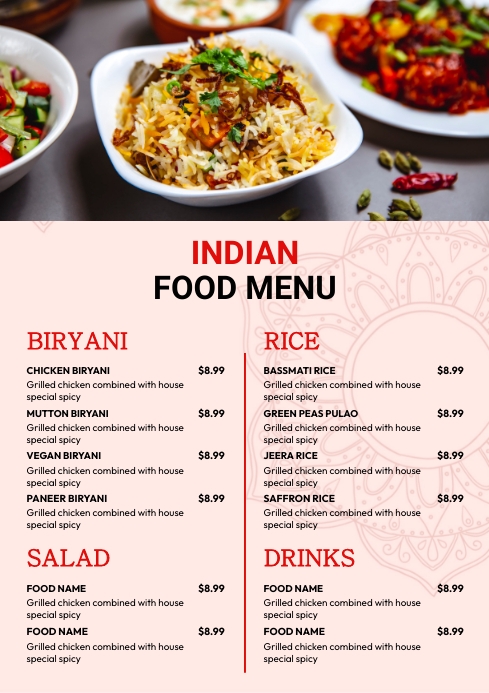 INDIAN
FOOD MENU
BIRYANI
CHICKEN BIRYANI $8.99
Grilled chicken combined with house
special spicy
MUTTON BIRYANI $8.99
Grilled chicken combined with house
special spicy
VEGAN BIRYANI $8.99
Grilled chicken combined with house
special spicy
PANEER BIRYANI $8.99
Grilled chicken combined with house
special spicy
SALAD
FOOD NAME $8.99
Grilled chicken combined with house
special spicy
FOOD NAME $8.99
Grilled chicken combined with house
special spicy
RICE
BASSMATI RICE $8.99
Grilled chicken combined with house
special spicy
GREEN PEAS PULAO $8.99
Grilled chicken combined with house
special spicy
JEERA RICE $8.99
Grilled chicken combined with house
special spicy
SAFFRON RICE $8.99
Grilled chicken combined with house
special spicy
DRINKS
FOOD NAME $8.99
Grilled chicken combined with house
special spicy
FOOD NAME $8.99
Grilled chicken combined with house
special spicy